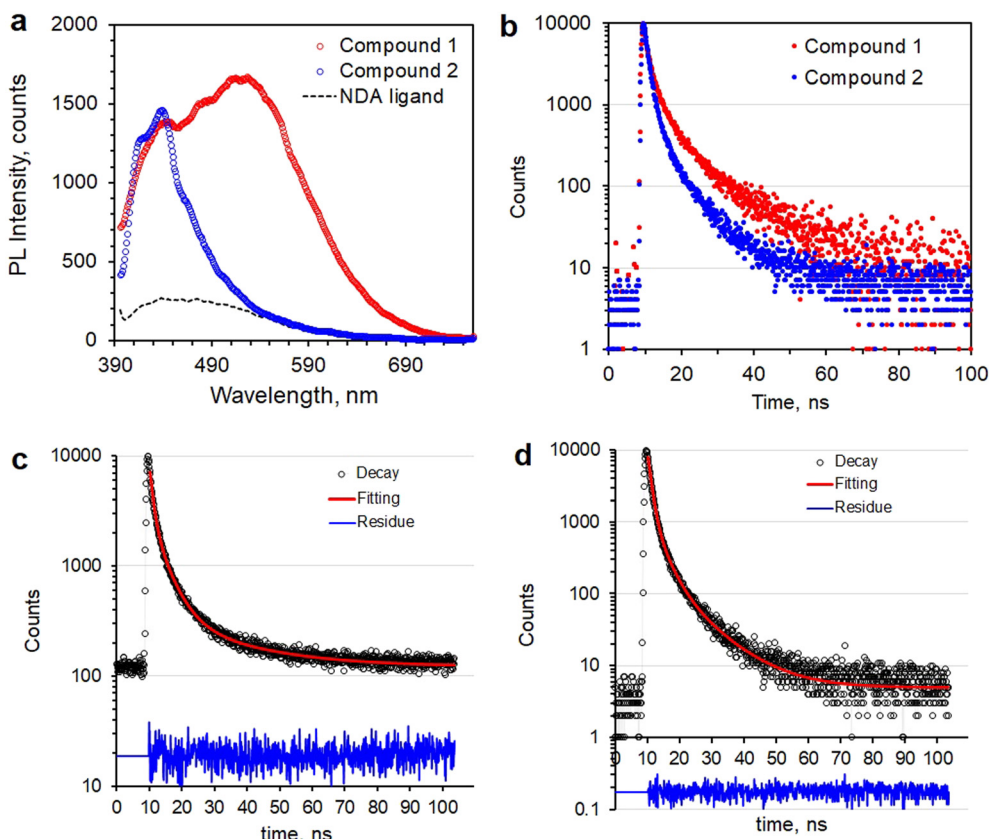 a
PL Intensity, counts
2000
1500
1000
500
0
390
490
590
690
Wavelength, nm
Compound 1
Compound 2
NDA ligand
b
Counts
10000
1000
100
10
1
0
20
40
60
80
100
Time, ns
Compound 1
Compound 2
c
Counts
10000
1000
100
10
0 10 20 30 40 50 60 70 80 90 100
time, ns
Decay
Fitting
Residue
d
Counts
10000
1000
100
10
1
0.1
0 10 20 30 40 50 60 70 80 90 100
time, ns
Decay
Fitting
Residue